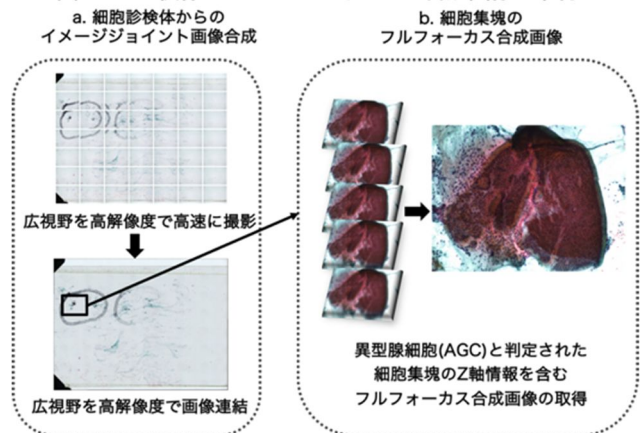 a. 細胞診検体からの
イメージジョイント画像合成
広視野を高解像度で高速に撮影
広視野を高解像度で画像連結
b. 細胞集塊の
フルフォーカス合成画像
異型腺細胞(AGC)と判定された
細胞集塊のZ軸情報を含む
フルフォーカス合成画像の取得